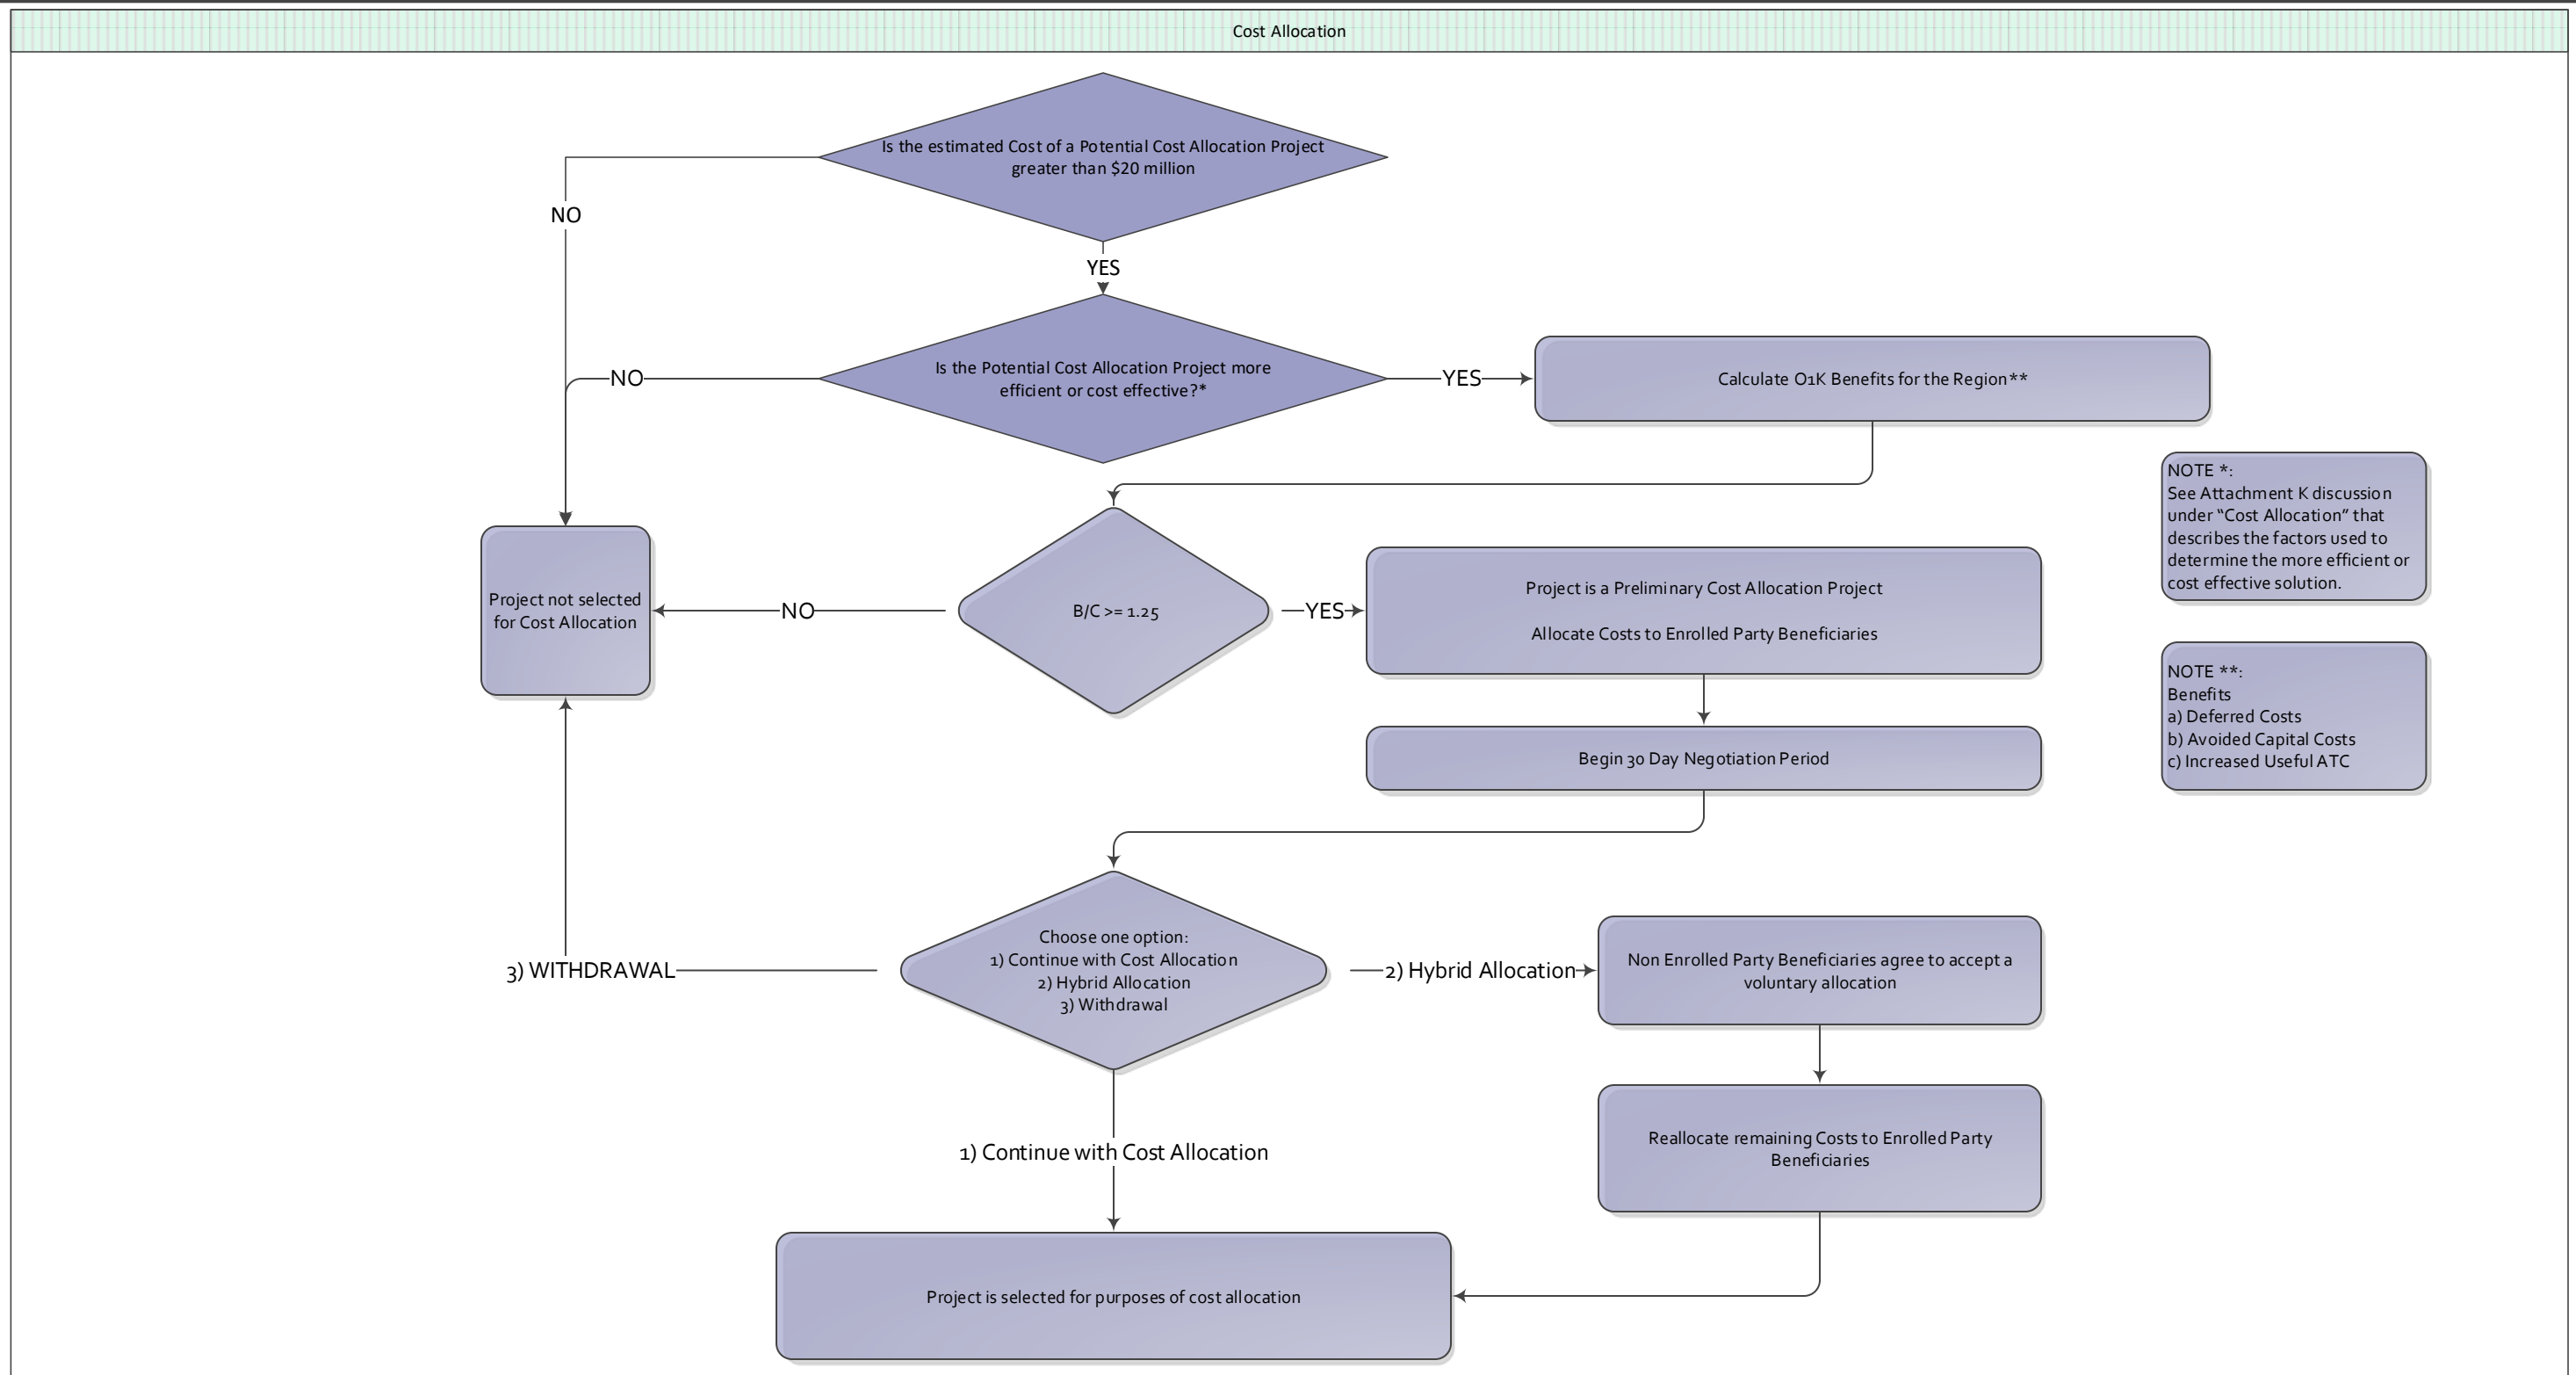 Cost Allocation
Is the estimated Cost of a Potential Cost Allocation Project
greater than $20 million
NO
YES
Is the Potential Cost Allocation Project more
efficient or cost effective?*
NO
YES
Calculate O1K Benefits for the Region**
NOTE *:
See Attachment K discussion
under “Cost Allocation” that
describes the factors used to
determine the more efficient or
cost effective solution.
Project not selected
for Cost Allocation
NO
B/C >= 1.25
YES
Project is a Preliminary Cost Allocation Project
Allocate Costs to Enrolled Party Beneficiaries
NOTE **:
Benefits
a) Deferred Costs
b) Avoided Capital Costs
c) Increased Useful ATC
Begin 30 Day Negotiation Period
3) WITHDRAWAL
Choose one option:
1) Continue with Cost Allocation
2) Hybrid Allocation
3) Withdrawal
2) Hybrid Allocation
Non Enrolled Party Beneficiaries agree to accept a
voluntary allocation
1) Continue with Cost Allocation
Reallocate remaining Costs to Enrolled Party
Beneficiaries
Project is selected for purposes of cost allocation